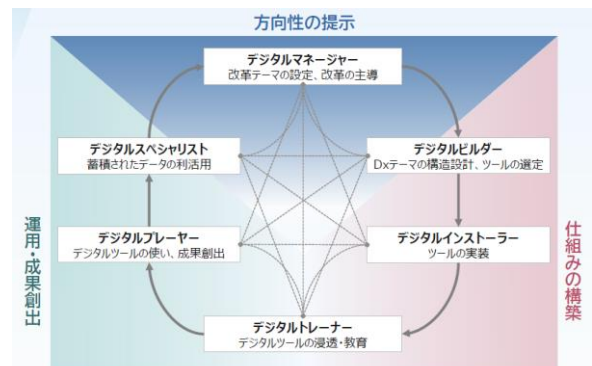 方向性の提示
デジタルマネージャー
改革テーマの設定、改革の主導
デジタルスペシャリスト
蓄積されたデータの利活用
デジタルビルダー
Dxテーマの構造設計、ツールの選定
デジタルプレーヤー
デジタルツールの使い、成果創出
デジタルインストーラー
ツールの実装
デジタルトレーナー
デジタルツールの浸透・教育
運用・成果創出
仕組みの構築